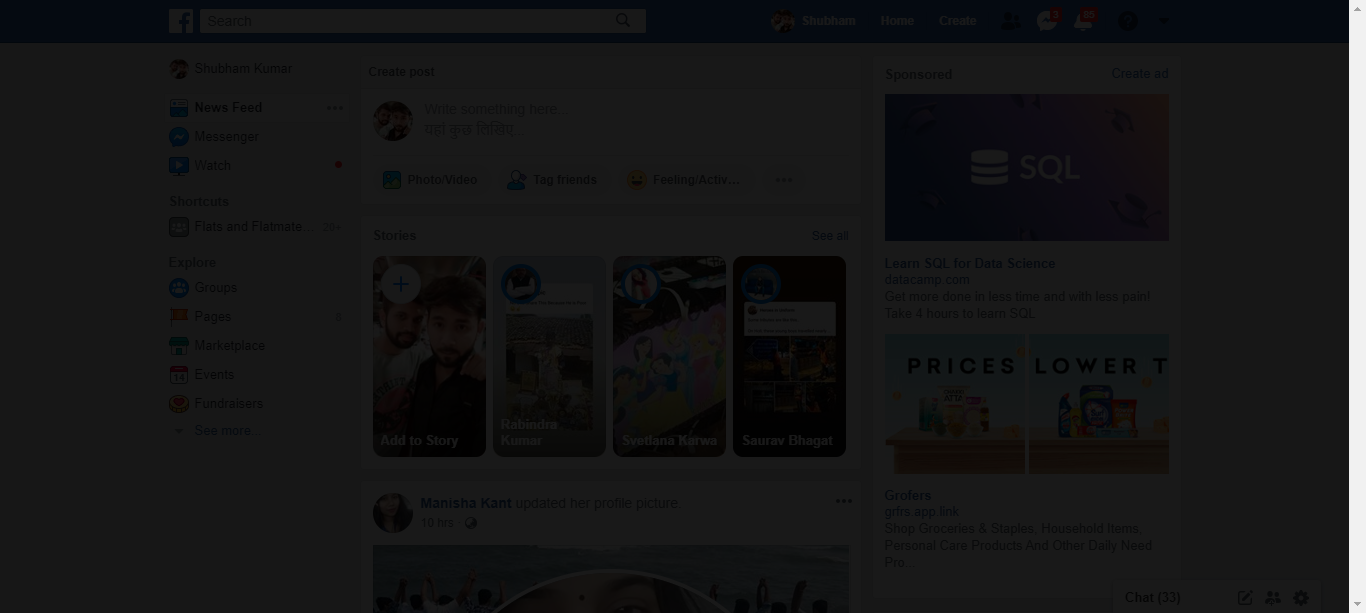 Search
Shubham
Home
Create
3
85
Shubham Kumar
News Feed
Messenger
Watch
Shortcuts
Flats and Flatmate...
20+
Explore
Groups
Pages
Marketplace
14
Events
Fundraisers
See more...
Create post
Write something here...
यहां कुछ लिखिए...
Photo/Video
Tag friends
Feeling/Activ...
Stories
See all
Add to Story
Rabindra
Kumar
Svetlana Karwa
Saurav Bhagat
Manisha Kant updated her profile picture.
10 hrs
Sponsored
Create ad
SQL
Learn SQL for Data Science
datacamp.com
Get more done in less time and with less pain!
Take 4 hours to learn SQL
PRICES
LOWER T
ATTA
Grofers
grfrs.app.link
Shop Groceries & Staples, Household Items,
Personal Care Products And Other Daily Need
Pro...
Chat (33)